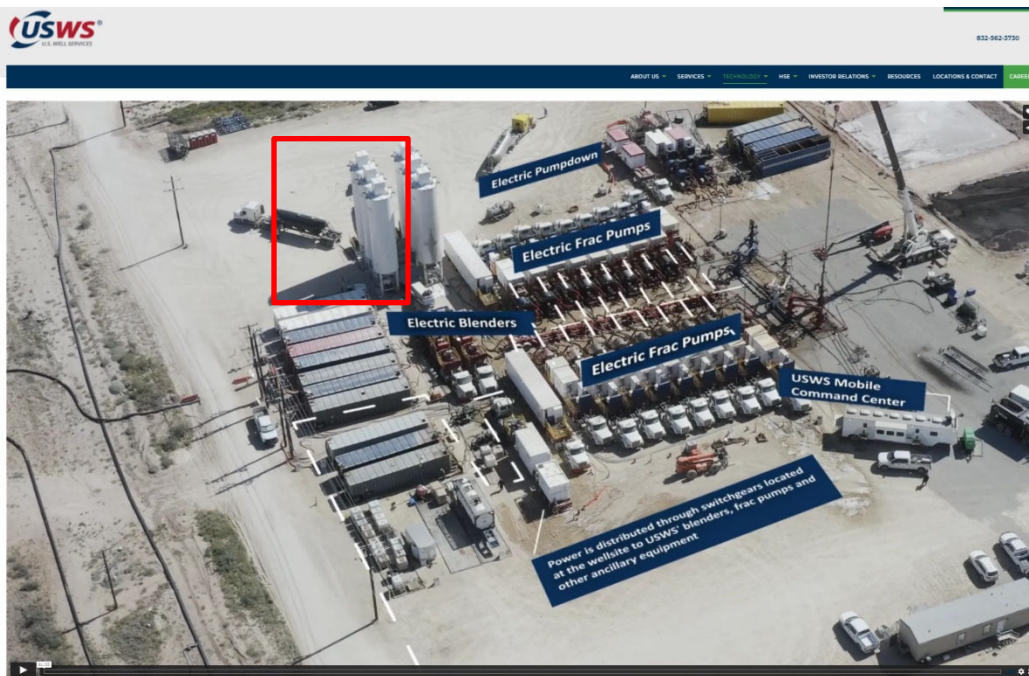 USWS®
U.S. WELL SERVICES
832-562-3730
ABOUT US
SERVICES
TECHNOLOGY
HSE
INVESTOR RELATIONS
RESOURCES
LOCATIONS & CONTACT
CAREER
Electric Pumpdown
Electric Frac Pumps
Electric Blenders
Electric Frac Pumps
USWS Mobile
Command Center
Power is distributed through switchgears located
at the wellsite to USWS' blenders, frac pumps and
other ancillary equipment